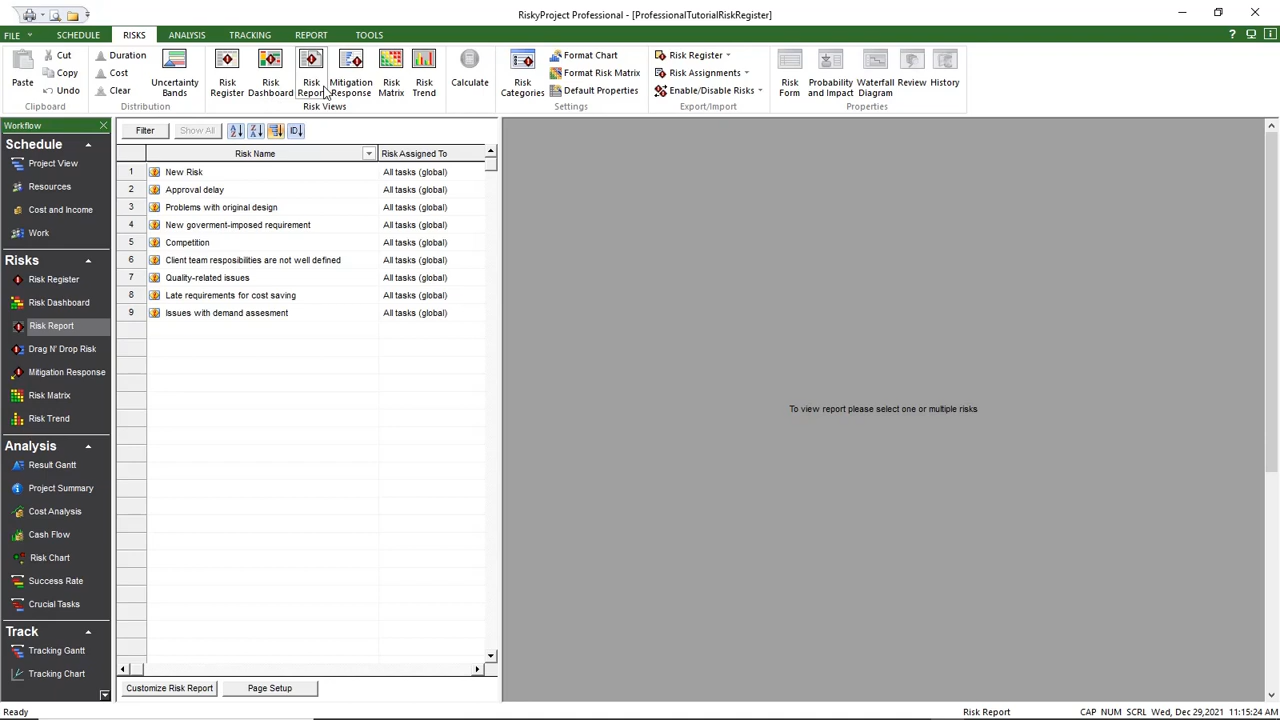 RiskyProject Professional - [ProfessionalTutorialRiskRegister]
FILE SCHEDULE RISKS ANALYSIS TRACKING REPORT TOOLS
Paste
Cut
Copy
Undo
Clipboard
Duration
Cost
Clear
Distribution
Uncertainty Bands
Risk Register
Risk Dashboard
Risk Report
Mitigation Response
Risk Matrix
Risk Trend
Risk Views
Calculate
Risk Categories
Format Chart
Format Risk Matrix
Default Properties
Settings
Risk Register
Risk Assignments
Enable/Disable Risks
Export/Import
Risk Form
Probability and Impact
Waterfall Diagram
Review
History
Properties
Workflow
Schedule
Project View
Resources
Cost and Income
Work
Risks
Risk Register
Risk Dashboard
Risk Report
Drag N' Drop Risk
Mitigation Response
Risk Matrix
Risk Trend
Analysis
Result Gantt
Project Summary
Cost Analysis
Cash Flow
Risk Chart
Success Rate
Crucial Tasks
Track
Tracking Gantt
Tracking Chart
Filter Show All
Risk Name Risk Assigned To
1 New Risk All tasks (global)
2 Approval delay All tasks (global)
3 Problems with original design All tasks (global)
4 New goverment-imposed requirement All tasks (global)
5 Competition All tasks (global)
6 Client team resposibilities are not well defined All tasks (global)
7 Quality-related issues All tasks (global)
8 Late requirements for cost saving All tasks (global)
9 Issues with demand assesment All tasks (global)
Customize Risk Report Page Setup
To view report please select one or multiple risks
Ready Risk Report CAP NUM SCRL Wed, Dec 29,2021 11:15:24 AM